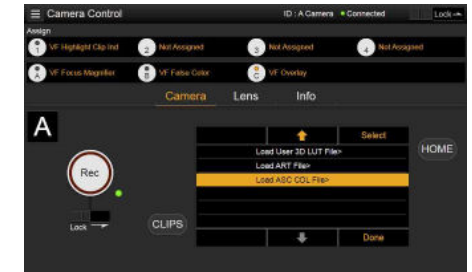 Camera Control
ID : A Camera
Connected
Lock
Assign
1 VF Highlight Clip Ind
2 Not Assigned
3 Not Assigned
4 Not Assigned
A VF Focus Magnifier
B VF False Color
C VF Overlay
Camera Lens Info
A
Select
Load User 3D LUT File>
Load ART File>
Load ASC CDL File>
HOME
Rec
Lock
CLIPS
Done